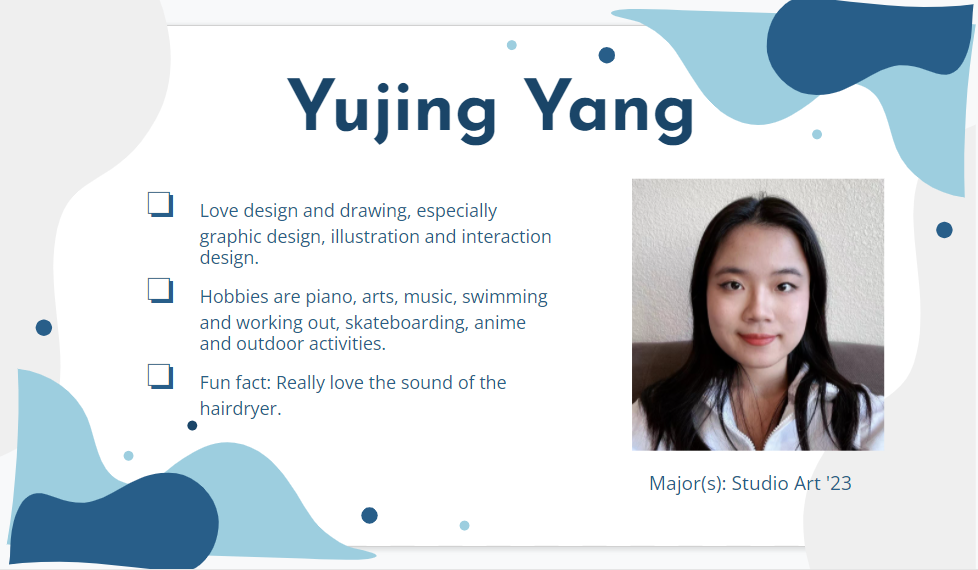 Yujing Yang
Love design and drawing, especially
graphic design, illustration and interaction
design.
Hobbies are piano, arts, music, swimming
and working out, skateboarding, anime
and outdoor activities.
Fun fact: Really love the sound of the
hairdryer.
Major(s): Studio Art '23